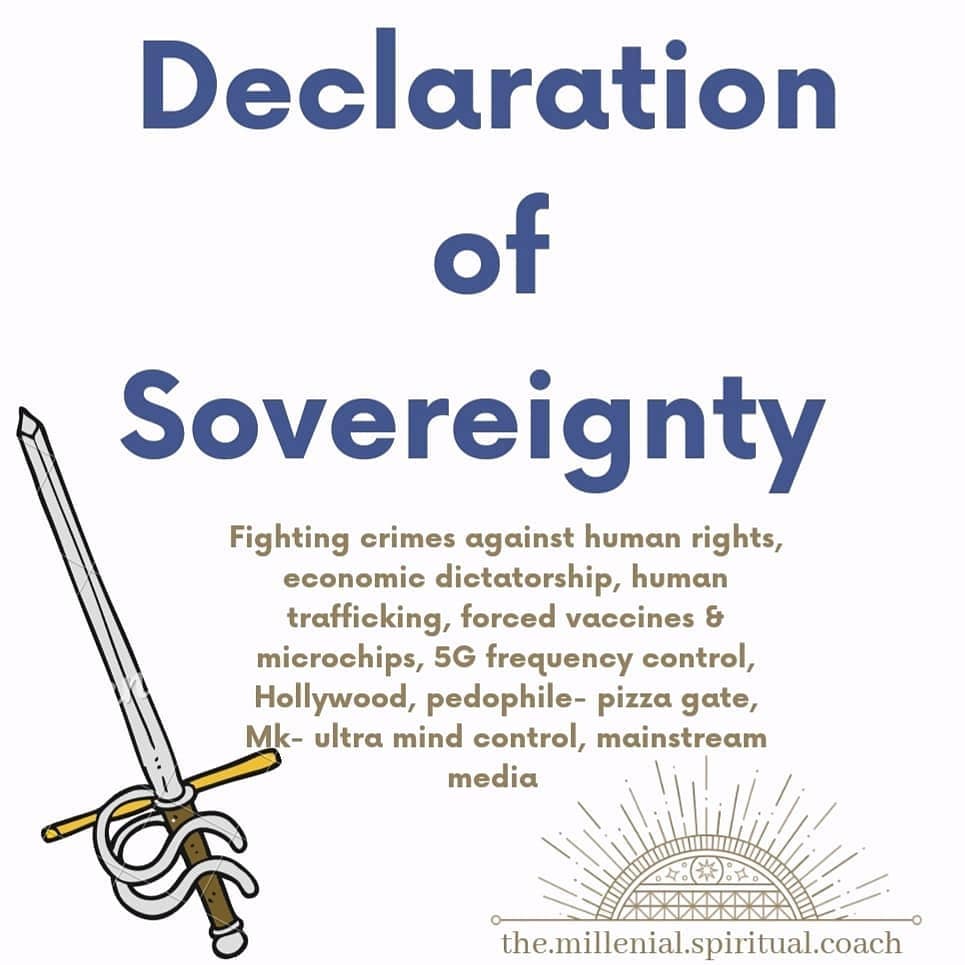 Declaration
of
Sovereignty
Fighting crimes against human rights,
economic dictatorship, human
trafficking, forced vaccines &
microchips, 5G frequency control,
Hollywood, pedophile- pizza gate,
Mk- ultra mind control, mainstream
media
the.millenial.spiritual.coach